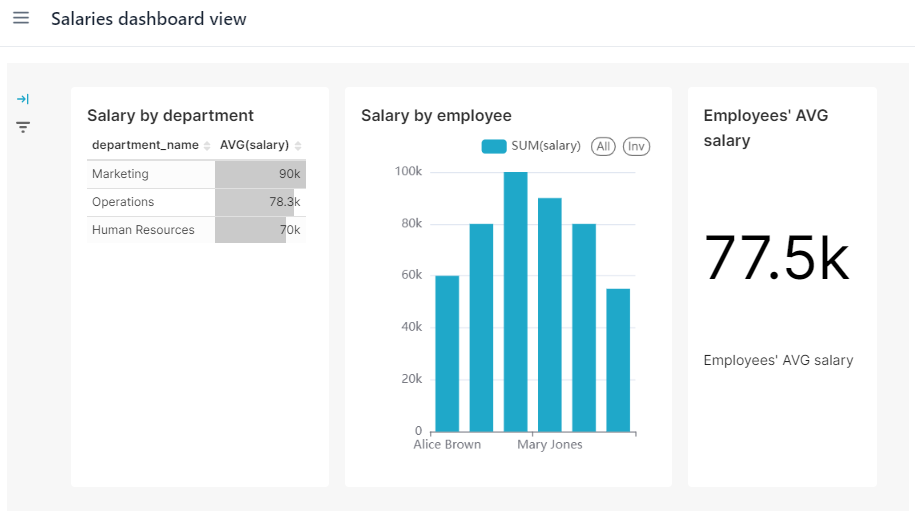 Salaries dashboard view
Salary by department
department_name AVG(salary)
Marketing 90k
Operations 78.3k
Human Resources 70k
Salary by employee
SUM(salary) All Inv
100k
80k
60k
40k
20k
0
Alice Brown Mary Jones
Employees' AVG
salary
77.5k
Employees' AVG salary